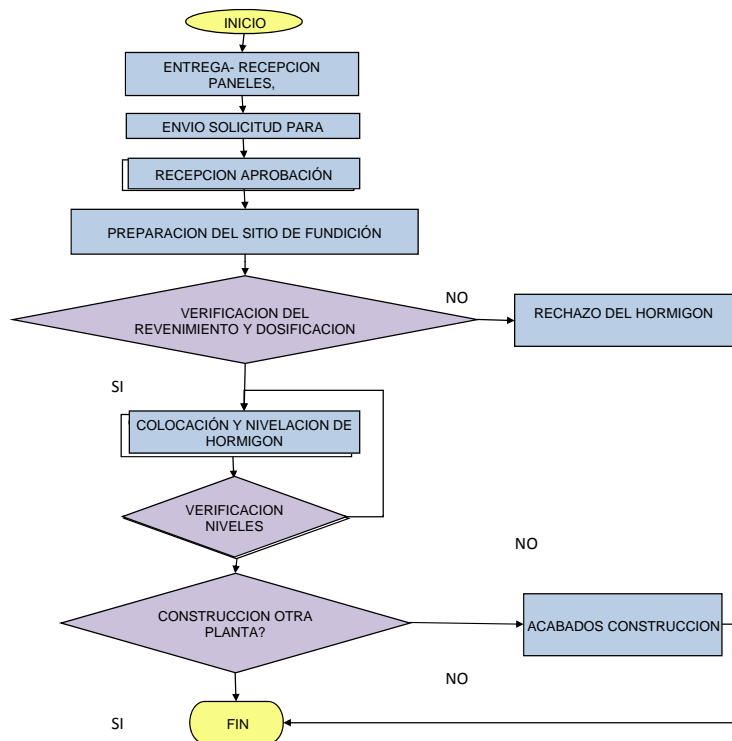 INICIO
ENTREGA- RECEPCION
PANELES,
ENVIO SOLICITUD PARA
RECEPCION APROBACIÓN
PREPARACION DEL SITIO DE FUNDICIÓN
VERIFICACION DEL
REVENIMIENTO Y DOSIFICACION
NO
RECHAZO DEL HORMIGON
SI
COLOCACIÓN Y NIVELACION DE
HORMIGON
VERIFICACION
NIVELES
NO
CONSTRUCCION OTRA
PLANTA?
ACABADOS CONSTRUCCION
NO
SI
FIN